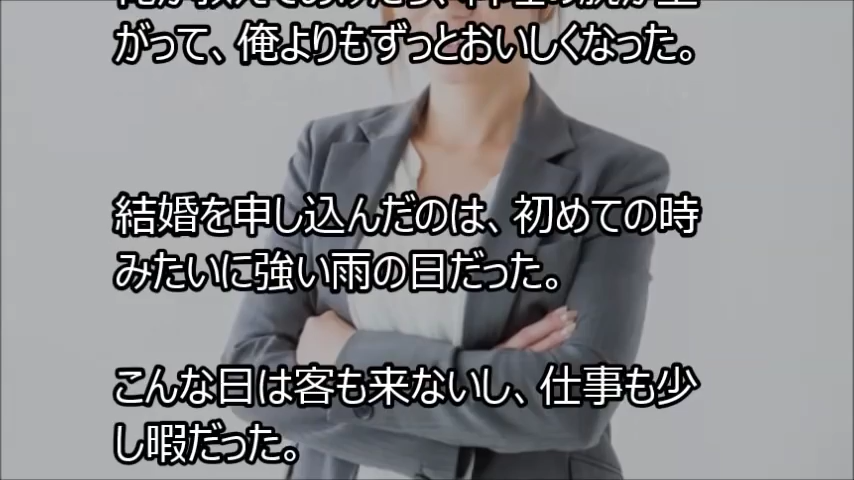 がって、俺よりもずっとおいしくなった。
結婚を申し込んだのは、初めての時
みたいに強い雨の日だった。
こんな日は客も来ないし、仕事も少
し暇だった。